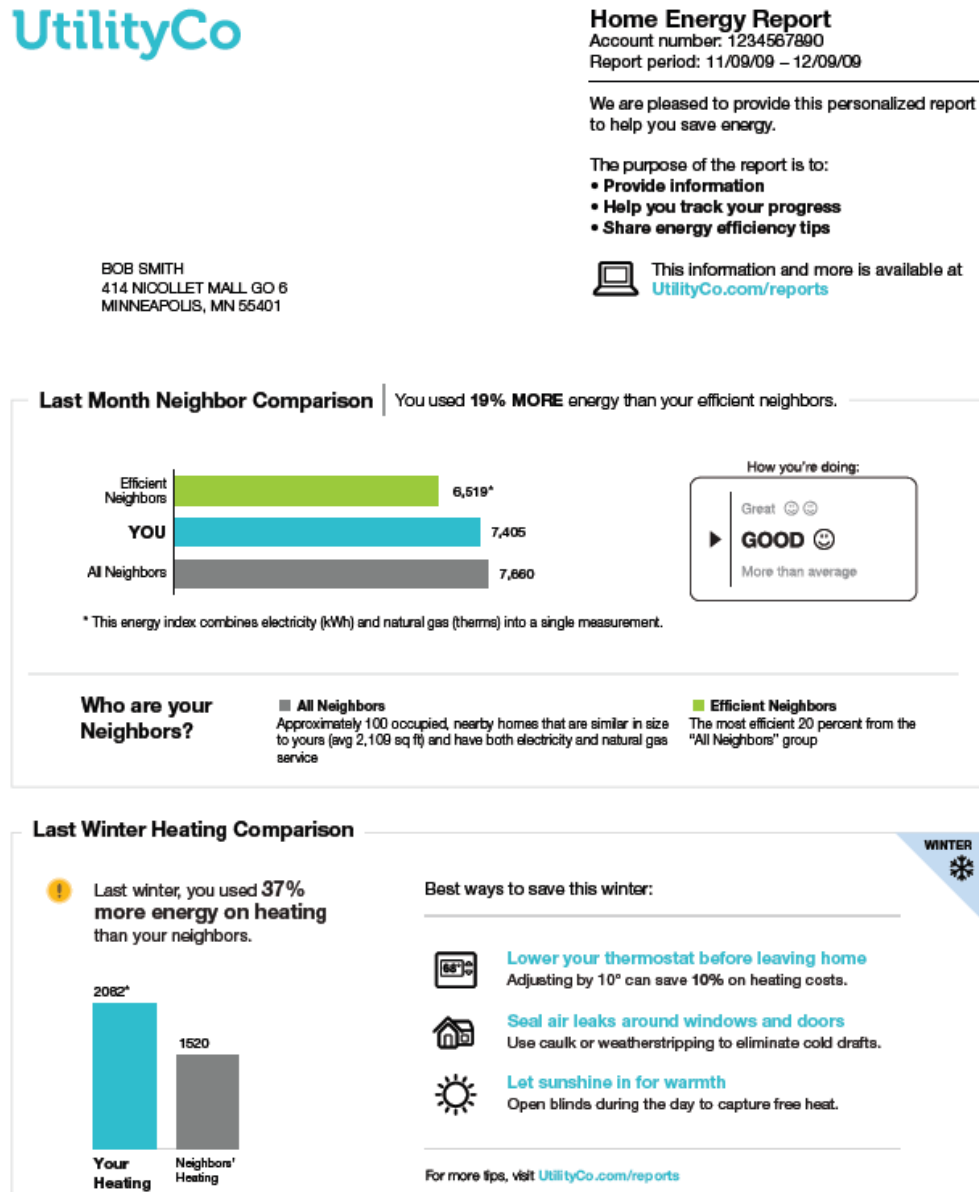 UtilityCo
Home Energy Report
Account number: 1234567890
Report period: 11/09/09 – 12/09/09
We are pleased to provide this personalized report
to help you save energy.
The purpose of the report is to:
• Provide information
• Help you track your progress
• Share energy efficiency tips
BOB SMITH
414 NICOLLET MALL GO 6
MINNEAPOLIS, MN 55401
This information and more is available at
UtilityCo.com/reports
Last Month Neighbor Comparison | You used 19% MORE energy than your efficient neighbors.
Efficient
Neighbors
6,519*
YOU
7,405
All Neighbors
7,660
How you're doing:
Great
GOOD
More than average
* This energy index combines electricity (kWh) and natural gas (therms) into a single measurement.
Who are your
Neighbors?
All Neighbors
Approximately 100 occupied, nearby homes that are similar in size
to yours (avg 2,109 sq ft) and have both electricity and natural gas
service
Efficient Neighbors
The most efficient 20 percent from the
"All Neighbors" group
Last Winter Heating Comparison
WINTER
Last winter, you used 37%
more energy on heating
than your neighbors.
2082*
1520
Your
Heating
Neighbors'
Heating
Best ways to save this winter:
68°
Lower your thermostat before leaving home
Adjusting by 10° can save 10% on heating costs.
Seal air leaks around windows and doors
Use caulk or weatherstripping to eliminate cold drafts.
Let sunshine in for warmth
Open blinds during the day to capture free heat.
For more tips, visit UtilityCo.com/reports